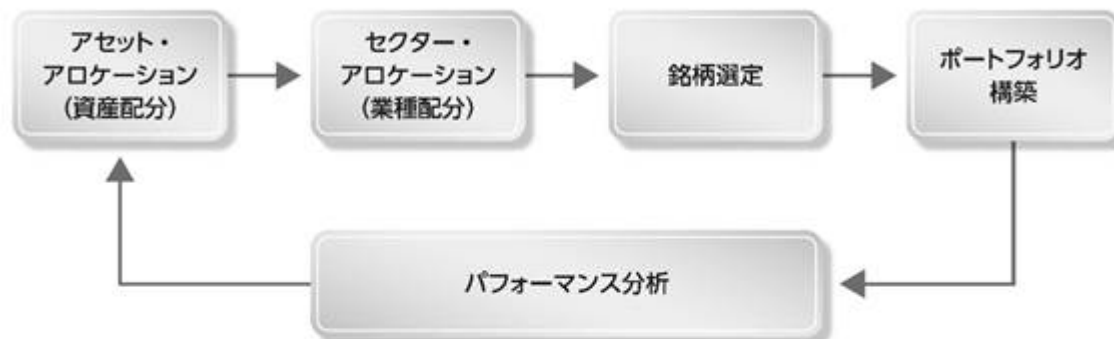 アセット・
アロケーション
(資産配分)
セクター・
アロケーション
(業種配分)
銘柄選定
ポートフォリオ
構築
パフォーマンス分析